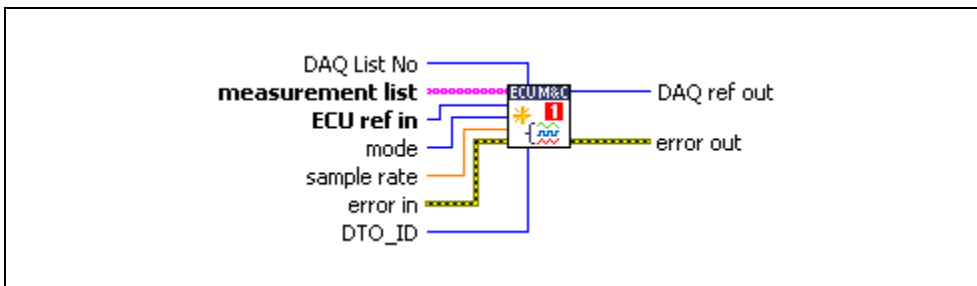 DAQ List No
measurement list
ECU ref in
mode
sample rate
error in
DTO_ID
ECU M&C
1
DAQ ref out
error out